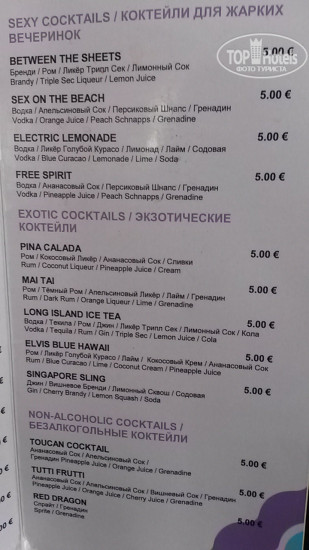 SEXY COCKTAILS / КОКТЕЙЛИ ДЛЯ ЖАРКИХ
ВЕЧЕРИНОК
TOP Hotels
ФОТО ТУРИСТА
BETWEEN THE SHEETS 5.00 €
Бренди / Ром / Ликёр Трипл Сек / Лимонный Сок
Brandy / Triple Sec Liqueur / Lemon Juice
SEX ON THE BEACH 5.00 €
Водка / Апельсиновый Сок / Персиковый Шнапс / Гренадин
Vodka / Orange Juice / Peach Schnapps / Grenadine
ELECTRIC LEMONADE 5.00 €
Водка / Ликёр Голубой Курасо / Лимонад / Лайм / Содовая
Vodka / Blue Curacao / Lemonade / Lime / Soda
FREE SPIRIT 5.00 €
Водка / Ананасовый Сок / Персиковый Шнапс / Гренадин
Vodka / Pineapple Juice / Peach Schnapps / Grenadine
EXOTIC COCKTAILS / ЭКЗОТИЧЕСКИЕ
КОКТЕЙЛИ
PINA CALADA 5.00 €
Ром / Кокосовый Ликёр / Ананасовый Сок / Сливки
Rum / Coconut Liqueur / Pineapple Juice / Cream
MAI TAI 5.00 €
Ром / Тёмный Ром / Апельсиновый Ликёр / Лайм / Гренадин
Rum / Dark Rum / Orange Liqueur / Lime / Grenadine
LONG ISLAND ICE TEA 5.00 €
Водка / Текила / Ром / Джин / Ликёр Трипл Сек / Лимонный Сок / Кола
Vodka / Tequila / Rum / Gin / Triple Sec / Lemon Juice / Cola
ELVIS BLUE HAWAII 5.00 €
Ром / Ликёр Голубой Курасо / Лайм / Кокосовый Крем / Ананасовый Сок
Rum / Blue Curacao / Lime / Coconut Cream / Pineapple Juice
SINGAPORE SLING 5.00 €
Джин / Вишневое Бренди / Лимонный Сквош / Содовая
Gin / Cherry Brandy / Lemon Squash / Soda
NON-ALCOHOLIC COCKTAILS /
БЕЗАЛКОГОЛЬНЫЕ КОКТЕЙЛИ
TOUCAN COCKTAIL 5.00 €
Ананасовый Сок / Апельсиновый Сок /
Гренадин Pineapple Juice / Orange Juice / Grenadine
TUTTI FRUTTI 5.00 €
Ананасовый Сок / Апельсиновый Сок / Вишневый Сок / Гренадин
Pineapple Juice / Orange Juice / Cherry Juice / Grenadine
RED DRAGON 5.00 €
Спрайт / Гренадин
Sprite / Grenadine